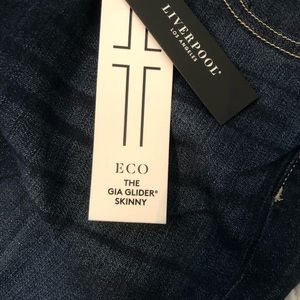 LIVERPOOL
LOS ANGELES
ECO
THE
GIA GLIDER®
SKINNY